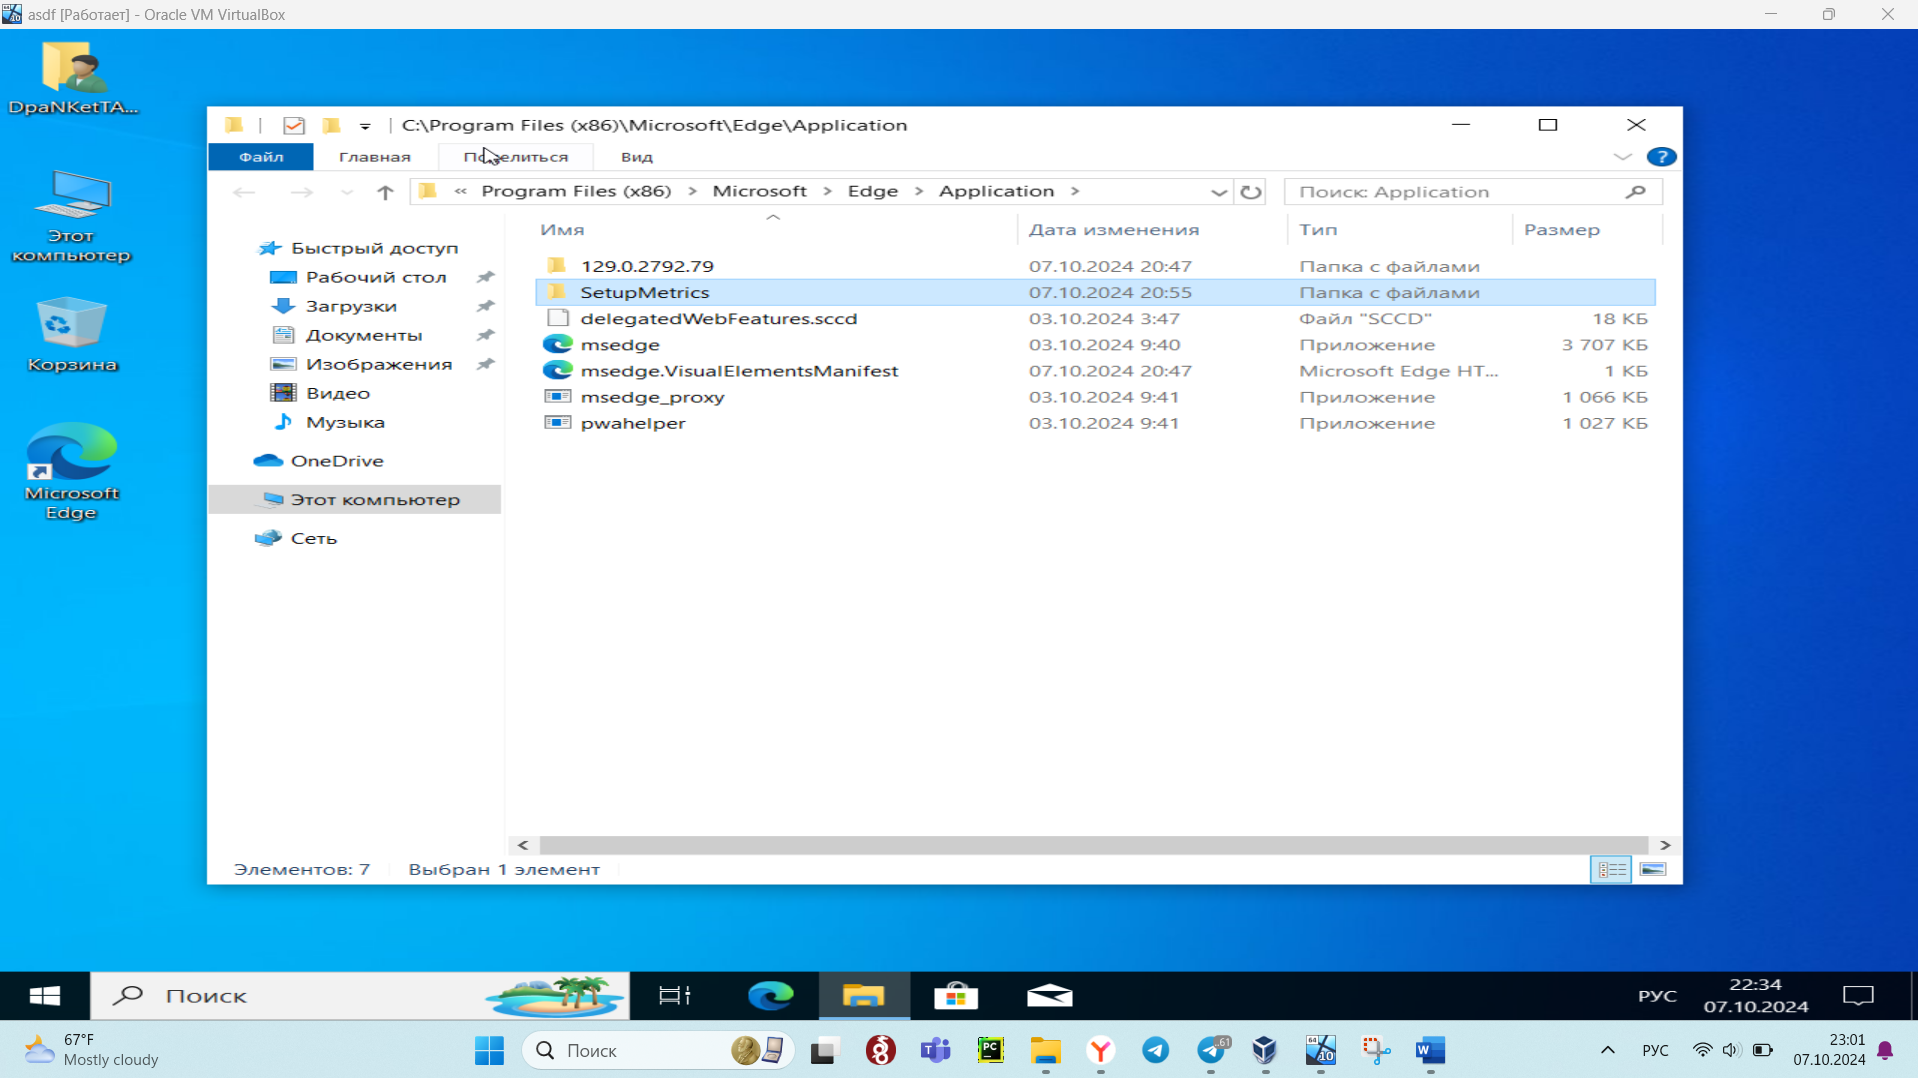 asdf [Работает] - Oracle VM VirtualBox
DpaNKetTA...
Этот
компьютер
Корзина
Microsoft
Edge
C:\Program Files (x86)\Microsoft\Edge\Application
Файл Главная Поделиться Вид
« Program Files (x86) > Microsoft > Edge > Application >
Поиск: Application
Быстрый доступ
Рабочий стол
Загрузки
Документы
Изображения
Видео
Музыка
OneDrive
Этот компьютер
Сеть
Имя Дата изменения Тип Размер
129.0.2792.79 07.10.2024 20:47 Папка с файлами
SetupMetrics 07.10.2024 20:55 Папка с файлами
delegatedWebFeatures.sccd 03.10.2024 3:47 Файл "SCCD" 18 КБ
msedge 03.10.2024 9:40 Приложение 3 707 КБ
msedge.VisualElementsManifest 07.10.2024 20:47 Microsoft Edge HT... 1 КБ
msedge_proxy 03.10.2024 9:41 Приложение 1 066 КБ
pwahelper 03.10.2024 9:41 Приложение 1 027 КБ
Элементов: 7 Выбран 1 элемент
Поиск
РУС
22:34
07.10.2024
67°F
Mostly cloudy
Поиск
PC
61
64
10
РУС
23:01
07.10.2024